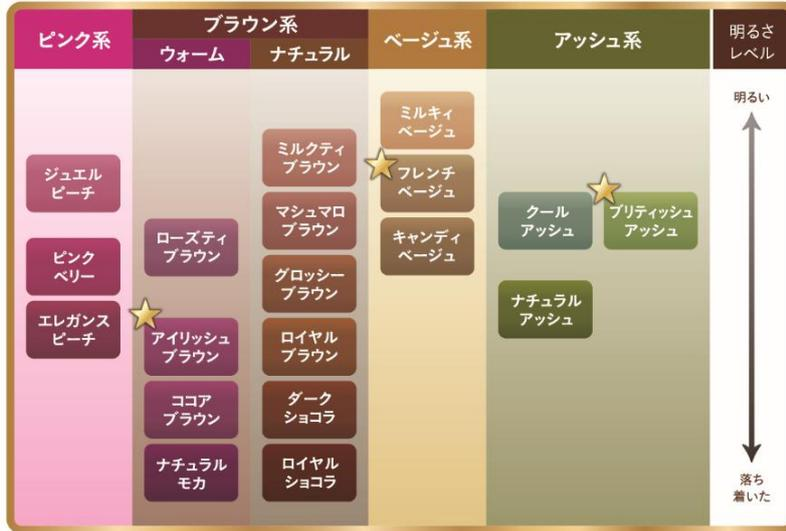 ピンク系
ブラウン系
ウォーム
ナチュラル
ベージュ系
アッシュ系
明るさ
レベル
ジュエル
ピーチ
ピンク
ベリー
エレガンス
ピーチ
ローズティ
ブラウン
アイリッシュ
ブラウン
ココア
ブラウン
ナチュラル
モカ
ミルクティ
ブラウン
マシュマロ
ブラウン
グロッシー
ブラウン
ロイヤル
ブラウン
ダーク
ショコラ
ロイヤル
ショコラ
ミルキィ
ベージュ
フレンチ
ベージュ
キャンディ
ベージュ
クール
アッシュ
ブリティッシュ
アッシュ
ナチュラル
アッシュ
明るい
落ち
着いた